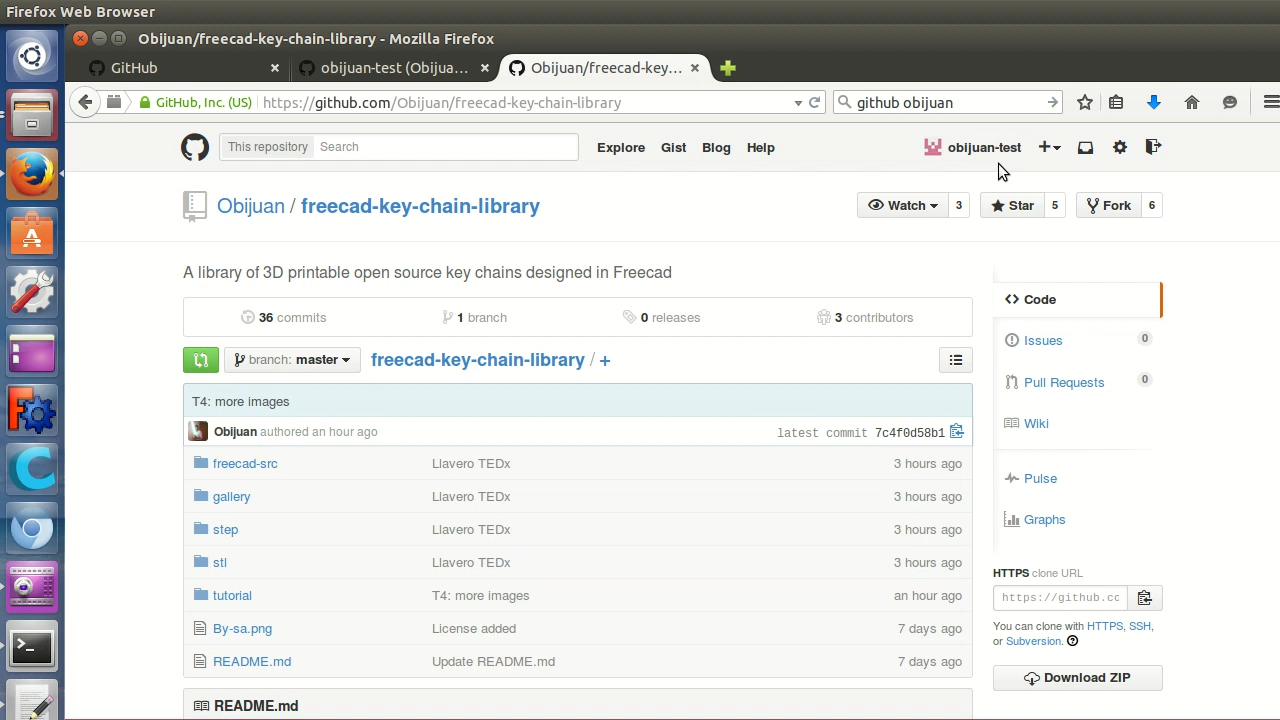 Firefox Web Browser
Obijuan/freecad-key-chain-library - Mozilla Firefox
GitHub
obijuan-test (Obijua...
Obijuan/freecad-key...
GitHub, Inc. (US)
https://github.com/Obijuan/freecad-key-chain-library
github obijuan
This repository
Search
Explore
Gist
Blog
Help
obijuan-test
Obijuan / freecad-key-chain-library
Watch
3
Star
5
Fork
6
A library of 3D printable open source key chains designed in Freecad
36 commits
1 branch
0 releases
3 contributors
branch: master
freecad-key-chain-library / +
T4: more images
Obijuan authored an hour ago
latest commit 7c4f0d58b1
freecad-src
Llavero TEDx
3 hours ago
gallery
Llavero TEDx
3 hours ago
step
Llavero TEDx
3 hours ago
stl
Llavero TEDx
3 hours ago
tutorial
T4: more images
an hour ago
By-sa.png
License added
7 days ago
README.md
Update README.md
7 days ago
README.md
Code
Issues
0
Pull Requests
0
Wiki
Pulse
Graphs
HTTPS clone URL
https://github.cc
You can clone with HTTPS, SSH,
or Subversion.
Download ZIP